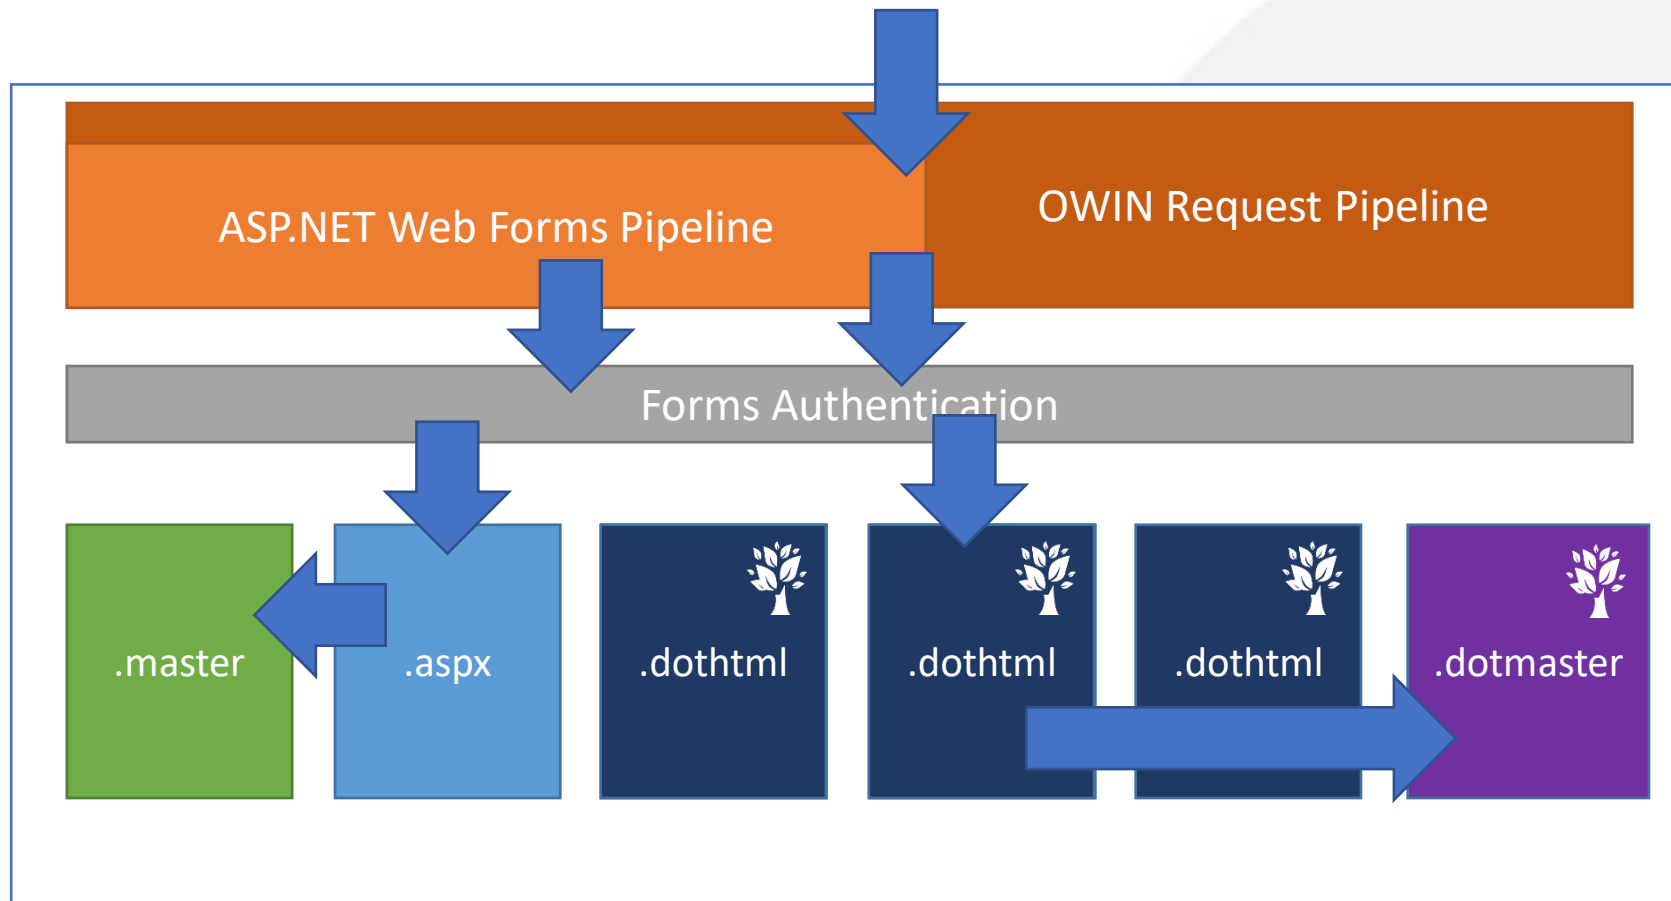 ASP.NET Web Forms Pipeline
OWIN Request Pipeline
Forms Authentication
.master
.aspx
.dothtml
.dothtml
.dothtml
.dotmaster